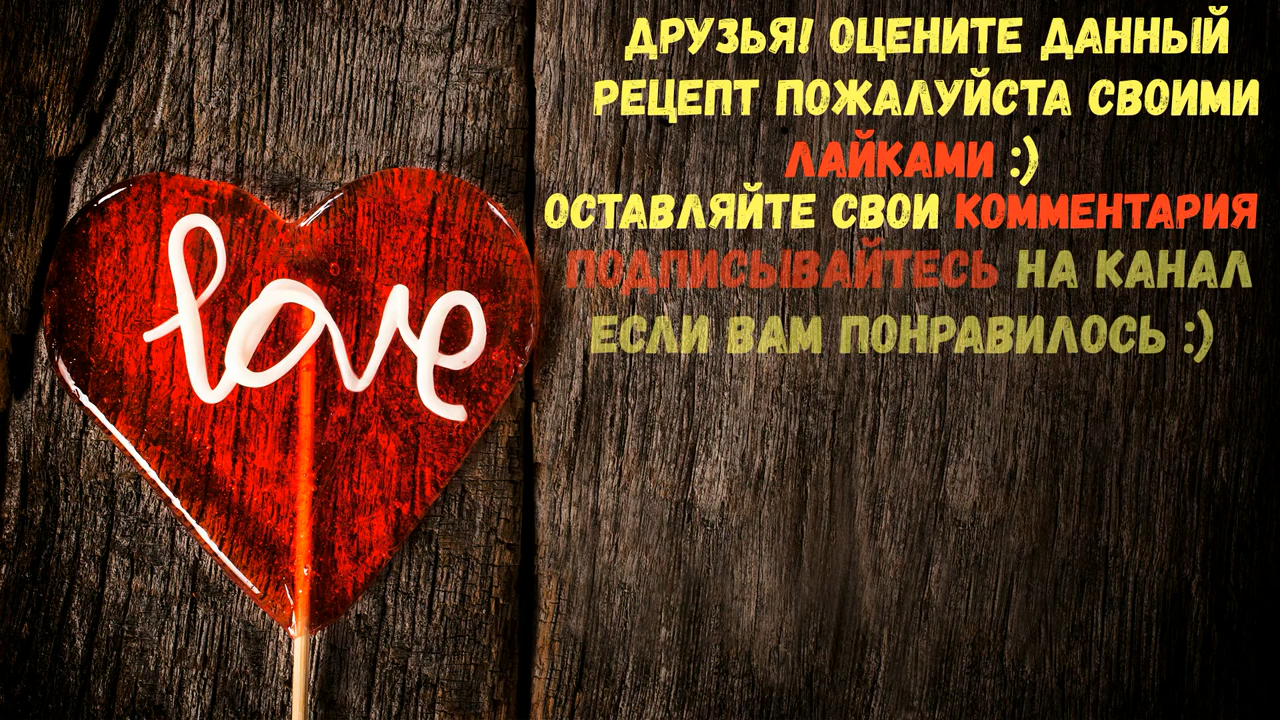 love
ДРУЗЬЯ! ОЦЕНИТЕ ДАННЫЙ
РЕЦЕПТ ПОЖАЛУЙСТА СВОИМИ
ЛАЙКАМИ :)
ОСТАВЛЯЙТЕ СВОИ КОММЕНТАРИЯ
ПОДПИСЫВАЙТЕСЬ НА КАНАЛ
ЕСЛИ ВАМ ПОНРАВИЛОСЬ :)